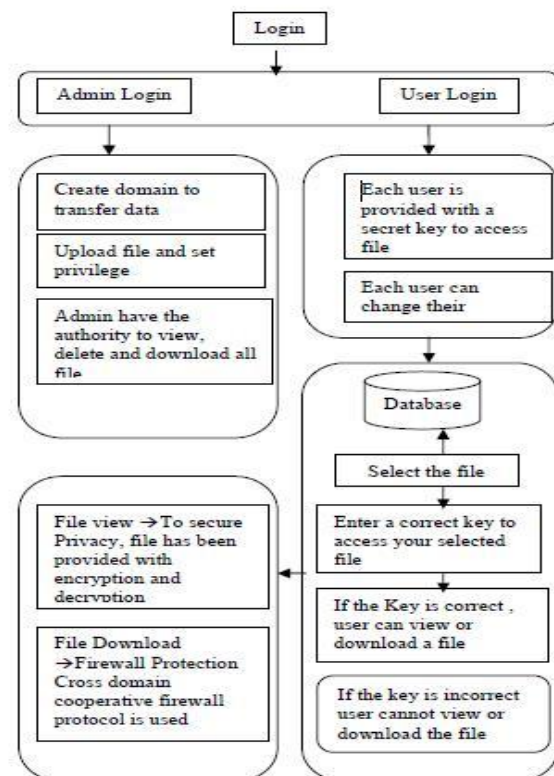 Login
Admin Login
User Login
Create domain to
transfer data
Upload file and set
privilege
Admin have the
authority to view,
delete and download all
file
Each user is
provided with a
secret key to access
file
Each user can
change their
Database
Select the file
Enter a correct key to
access your selected
file
If the Key is correct ,
user can view or
download a file
If the key is incorrect
user cannot view or
download the file
File view →To secure
Privacy, file has been
provided with
encryption and
decryption
File Download
→Firewall Protection
Cross domain
cooperative firewall
protocol is used